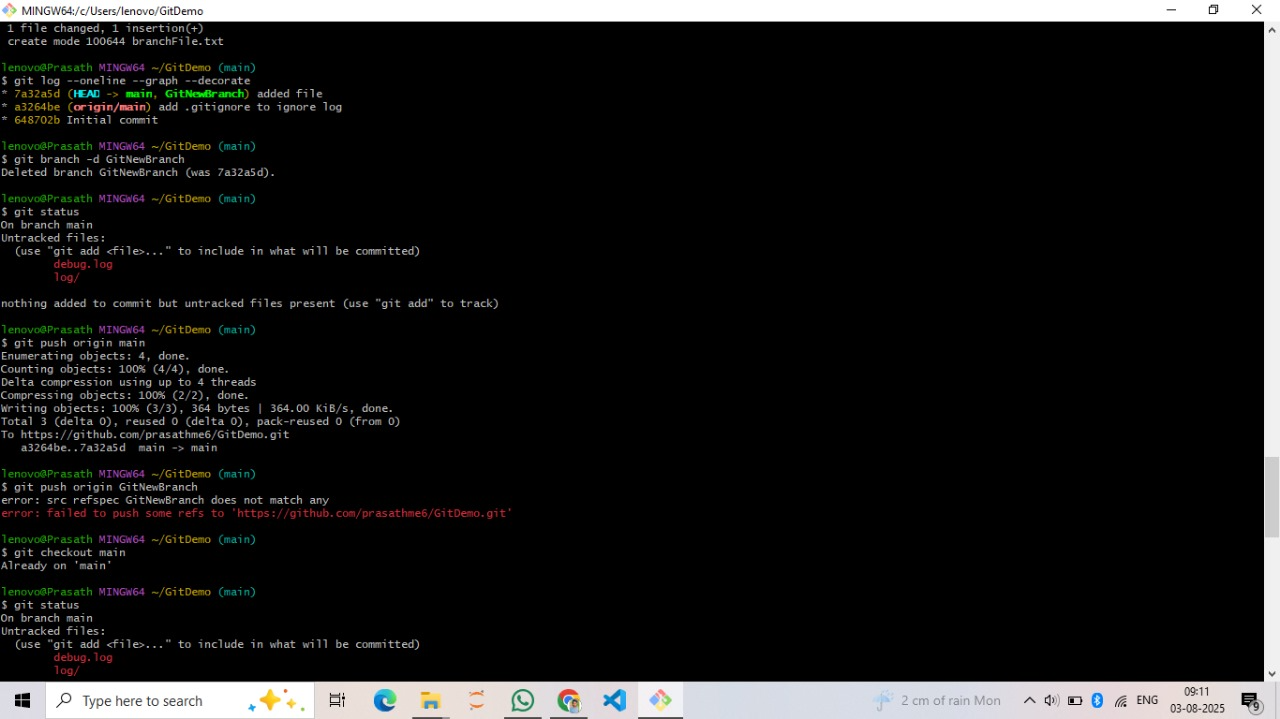 MINGW64:/c/Users/lenovo/GitDemo
1 file changed, 1 insertion(+)
create mode 100644 branchFile.txt
lenovo@Prasath MINGW64 ~/GitDemo (main)
$ git log --oneline --graph --decorate
* 7a32a5d (HEAD -> main, GitNewBranch) added file
* a3264be (origin/main) add .gitignore to ignore log
* 648702b Initial commit
lenovo@Prasath MINGW64 ~/GitDemo (main)
$ git branch -d GitNewBranch
Deleted branch GitNewBranch (was 7a32a5d).
lenovo@Prasath MINGW64 ~/GitDemo (main)
$ git status
On branch main
Untracked files:
(use "git add <file>..." to include in what will be committed)
debug.log
log/
nothing added to commit but untracked files present (use "git add" to track)
lenovo@Prasath MINGW64 ~/GitDemo (main)
$ git push origin main
Enumerating objects: 4, done.
Counting objects: 100% (4/4), done.
Delta compression using up to 4 threads
Compressing objects: 100% (2/2), done.
Writing objects: 100% (3/3), 364 bytes | 364.00 KiB/s, done.
Total 3 (delta 0), reused 0 (delta 0), pack-reused 0 (from 0)
To https://github.com/prasathme6/GitDemo.git
a3264be..7a32a5d  main -> main
lenovo@Prasath MINGW64 ~/GitDemo (main)
$ git push origin GitNewBranch
error: src refspec GitNewBranch does not match any
error: failed to push some refs to 'https://github.com/prasathme6/GitDemo.git'
lenovo@Prasath MINGW64 ~/GitDemo (main)
$ git checkout main
Already on 'main'
lenovo@Prasath MINGW64 ~/GitDemo (main)
$ git status
On branch main
Untracked files:
(use "git add <file>..." to include in what will be committed)
debug.log
log/
Type here to search
2 cm of rain Mon
ENG
09:11
03-08-2025
9